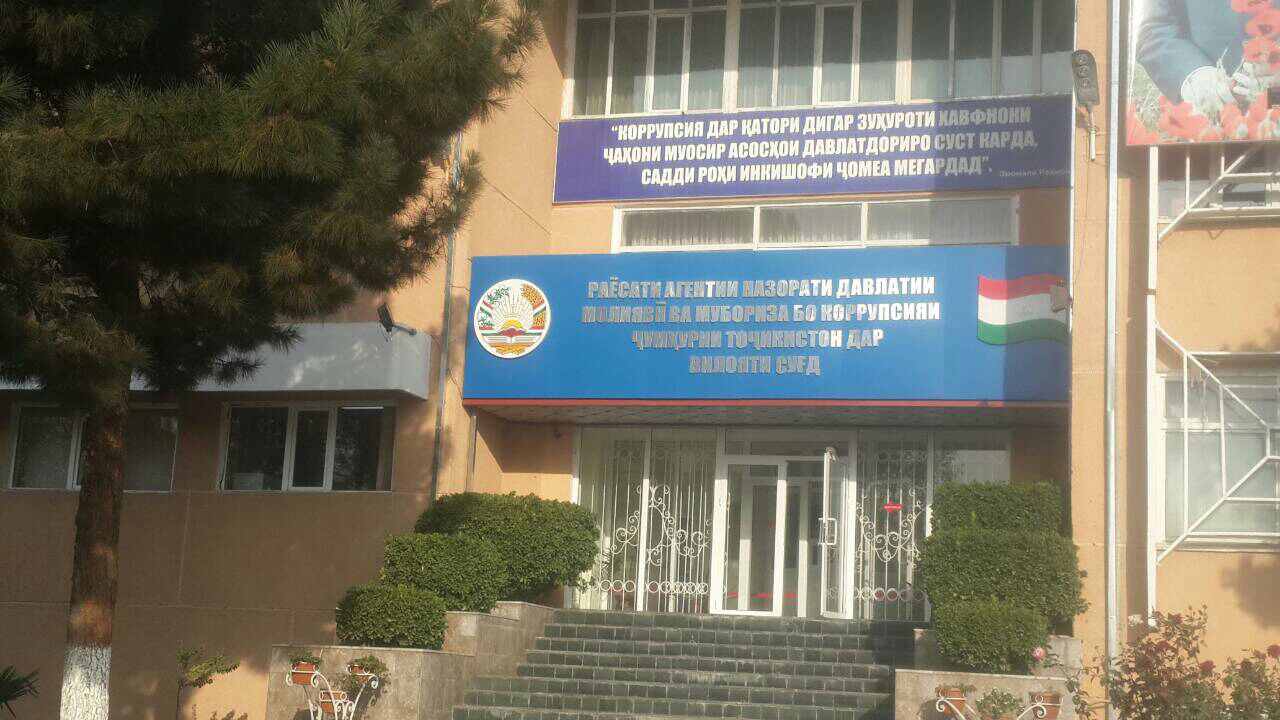 "КОРРУПСИЯ ДАР ҚАТОРИ ДИГАР ЗУҲУРОТИ ХАВФНОКИ
ҶАҲОНИ МУОСИР АСОСҲОИ ДАВЛАТДОРИРО СУСТ КАРДА,
САДДИ РОҲИ ИНКИШОФИ ҶОМЕА МЕГАРДАД".
РАЁСАТИ АГЕНТИИ НАЗОРАТИ ДАВЛАТИИ
МОЛИЯВӢ ВА МУБОРИЗА БО КОРРУПСИЯИ
ҶУМҲУРИИ ТОҶИКИСТОН ДАР
ВИЛОЯТИ СУҒД